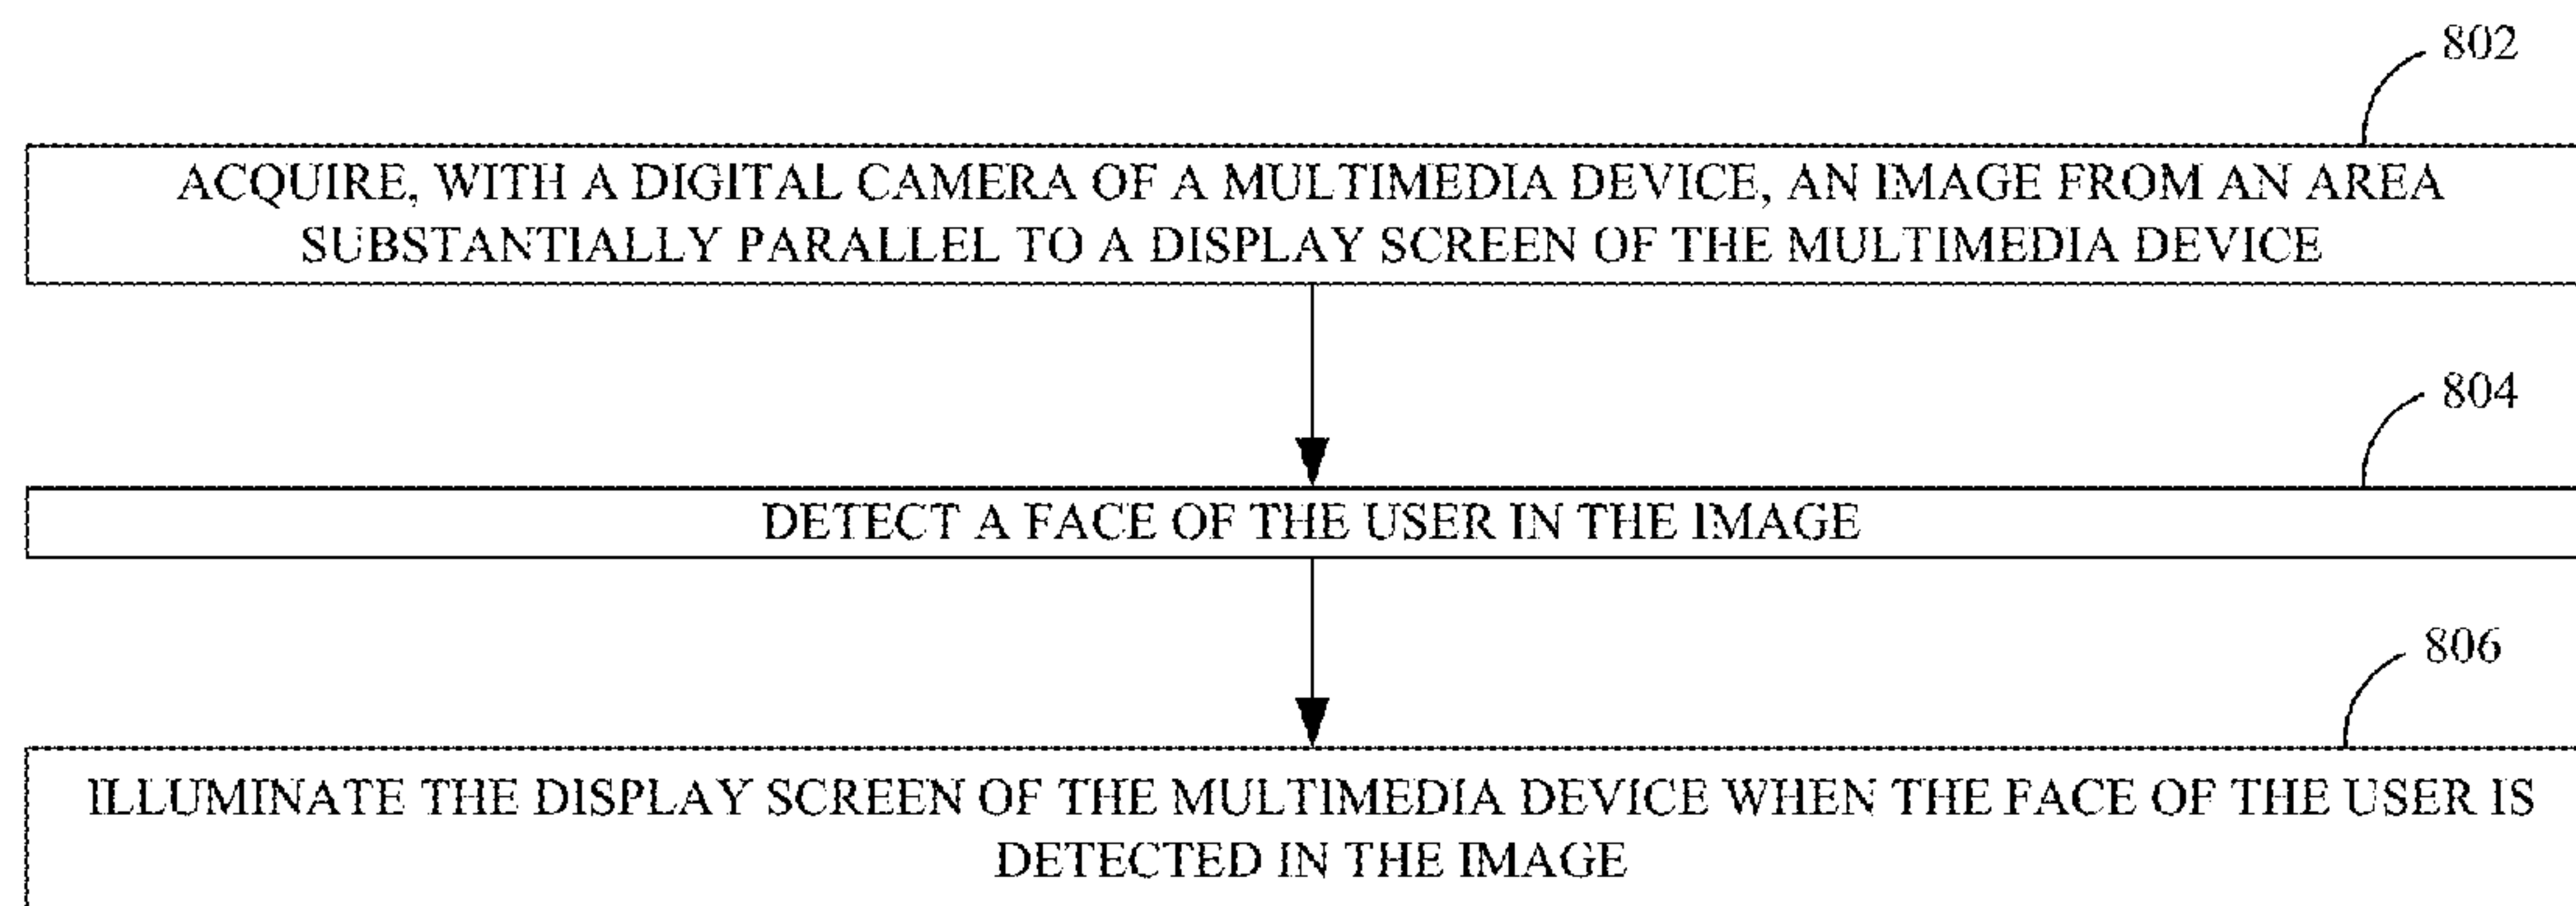 802
ACQUIRE, WITH A DIGITAL CAMERA OF A MULTIMEDIA DEVICE, AN IMAGE FROM AN AREA
SUBSTANTIALLY PARALLEL TO A DISPLAY SCREEN OF THE MULTIMEDIA DEVICE
804
DETECT A FACE OF THE USER IN THE IMAGE
806
ILLUMINATE THE DISPLAY SCREEN OF THE MULTIMEDIA DEVICE WHEN THE FACE OF THE USER IS
DETECTED IN THE IMAGE